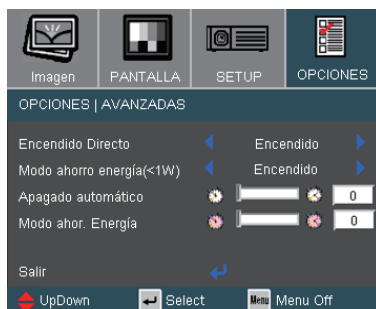 Imagen PANTALLA SETUP OPCIONES
OPCIONES | AVANZADAS
Encendido Directo Encendido
Modo ahorro energía(<1W) Encendido
Apagado automático 0
Modo ahor. Energía 0
Salir
UpDown Select Menu Menu Off